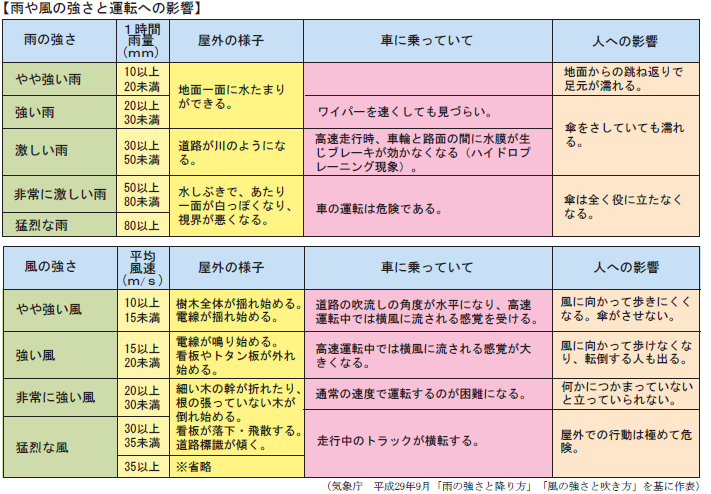 【雨や風の強さと運転への影響】
雨の強さ
１時間
雨量
(mm)
屋外の様子
車に乗っていて
人への影響
やや強い雨
10以上
20未満
地面一面に水たまり
ができる。
地面からの跳ね返りで
足元が濡れる。
強い雨
20以上
30未満
ワイパーを速くしても見づらい。
傘をさしていても濡れ
る。
激しい雨
30以上
50未満
道路が川のようにな
る。
高速走行時、車輪と路面の間に水膜が
生じブレーキが効かなくなる（ハイドロ
プレーニング現象）。
非常に激しい雨
50以上
80未満
水しぶきで、あたり
一面が白っぽくなり、
視界が悪くなる。
車の運転は危険である。
傘は全く役に立たなく
なる。
猛烈な雨
80以上
風の強さ
平均
風速
(m/s)
屋外の様子
車に乗っていて
人への影響
やや強い風
10以上
15未満
樹木全体が揺れ始める。
電線が揺れ始める。
道路の吹流しの角度が水平になり、高速
運転中では横風に流される感覚を受ける。
風に向かって歩きにくく
なる。傘がさせない。
強い風
15以上
20未満
電線が鳴り始める。
看板やトタン板が外れ
始める。
高速運転中では横風に流される感覚が大
きくなる。
風に向かって歩けなくな
り、転倒する人も出る。
非常に強い風
20以上
30未満
細い木の幹が折れたり、
根の張っていない木が
倒れ始める。
看板が落下・飛散する。
道路標識が傾く。
通常の速度で運転するのが困難になる。
何かにつかまっていない
と立っていられない。
猛烈な風
30以上
35未満
走行中のトラックが横転する。
屋外での行動は極めて危
険。
35以上
※省略
（気象庁　平成29年9月「雨の強さと降り方」「風の強さと吹き方」を基に作表）